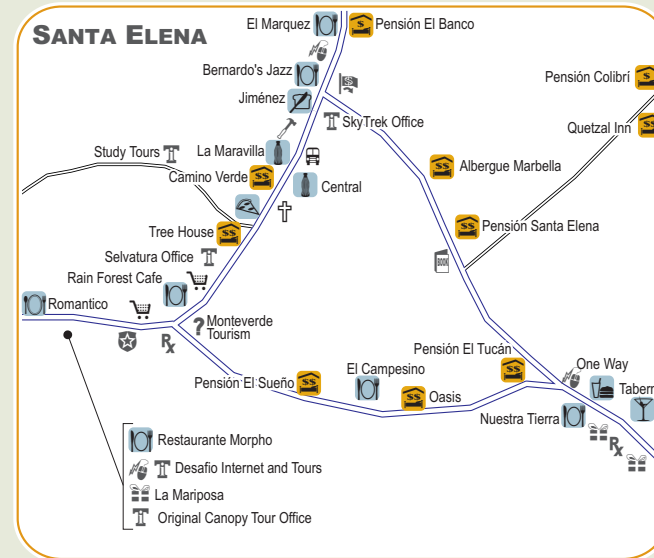 SANTA ELENA
El Marquez
$
Pensión El Banco
Bernardo's Jazz
$
Pensión Colibrí
$
Jiménez
SkyTrek Office
Quetzal Inn
$$
Study Tours
La Maravilla
Camino Verde
$$
Central
$$
Albergue Marbella
Tree House
$$
$$
Pensión Santa Elena
Selvatura Office
BOOK
Rain Forest Cafe
Romantico
?
Monteverde
Tourism
Rx
Pensión El Tucán
$$
One Way
Pensión El Sueño
$$
El Campesino
$$
Oasis
Nuestra Tierra
Rx
Restaurante Morpho
Desafio Internet and Tours
La Mariposa
Original Canopy Tour Office